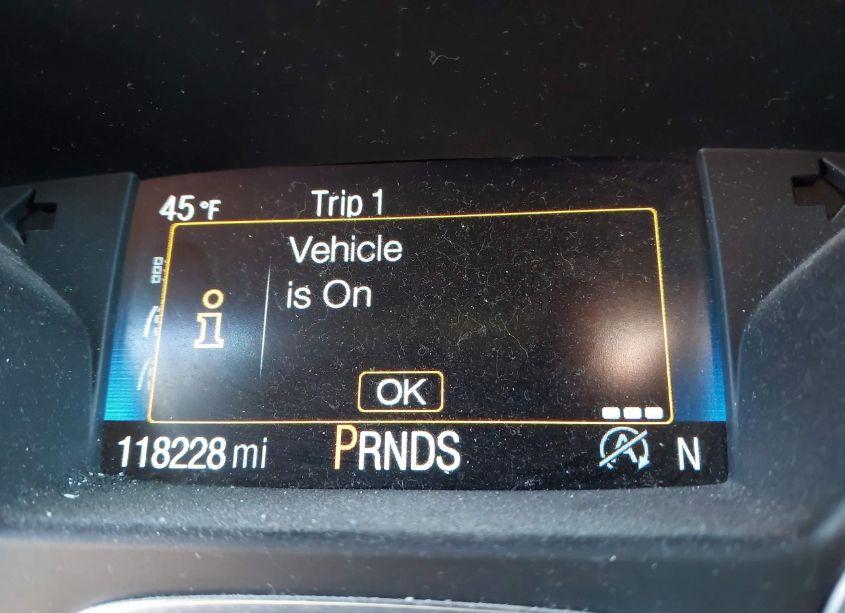 45 °F Trip 1
Vehicle
is On
i
OK
118228 mi PRNDS A N